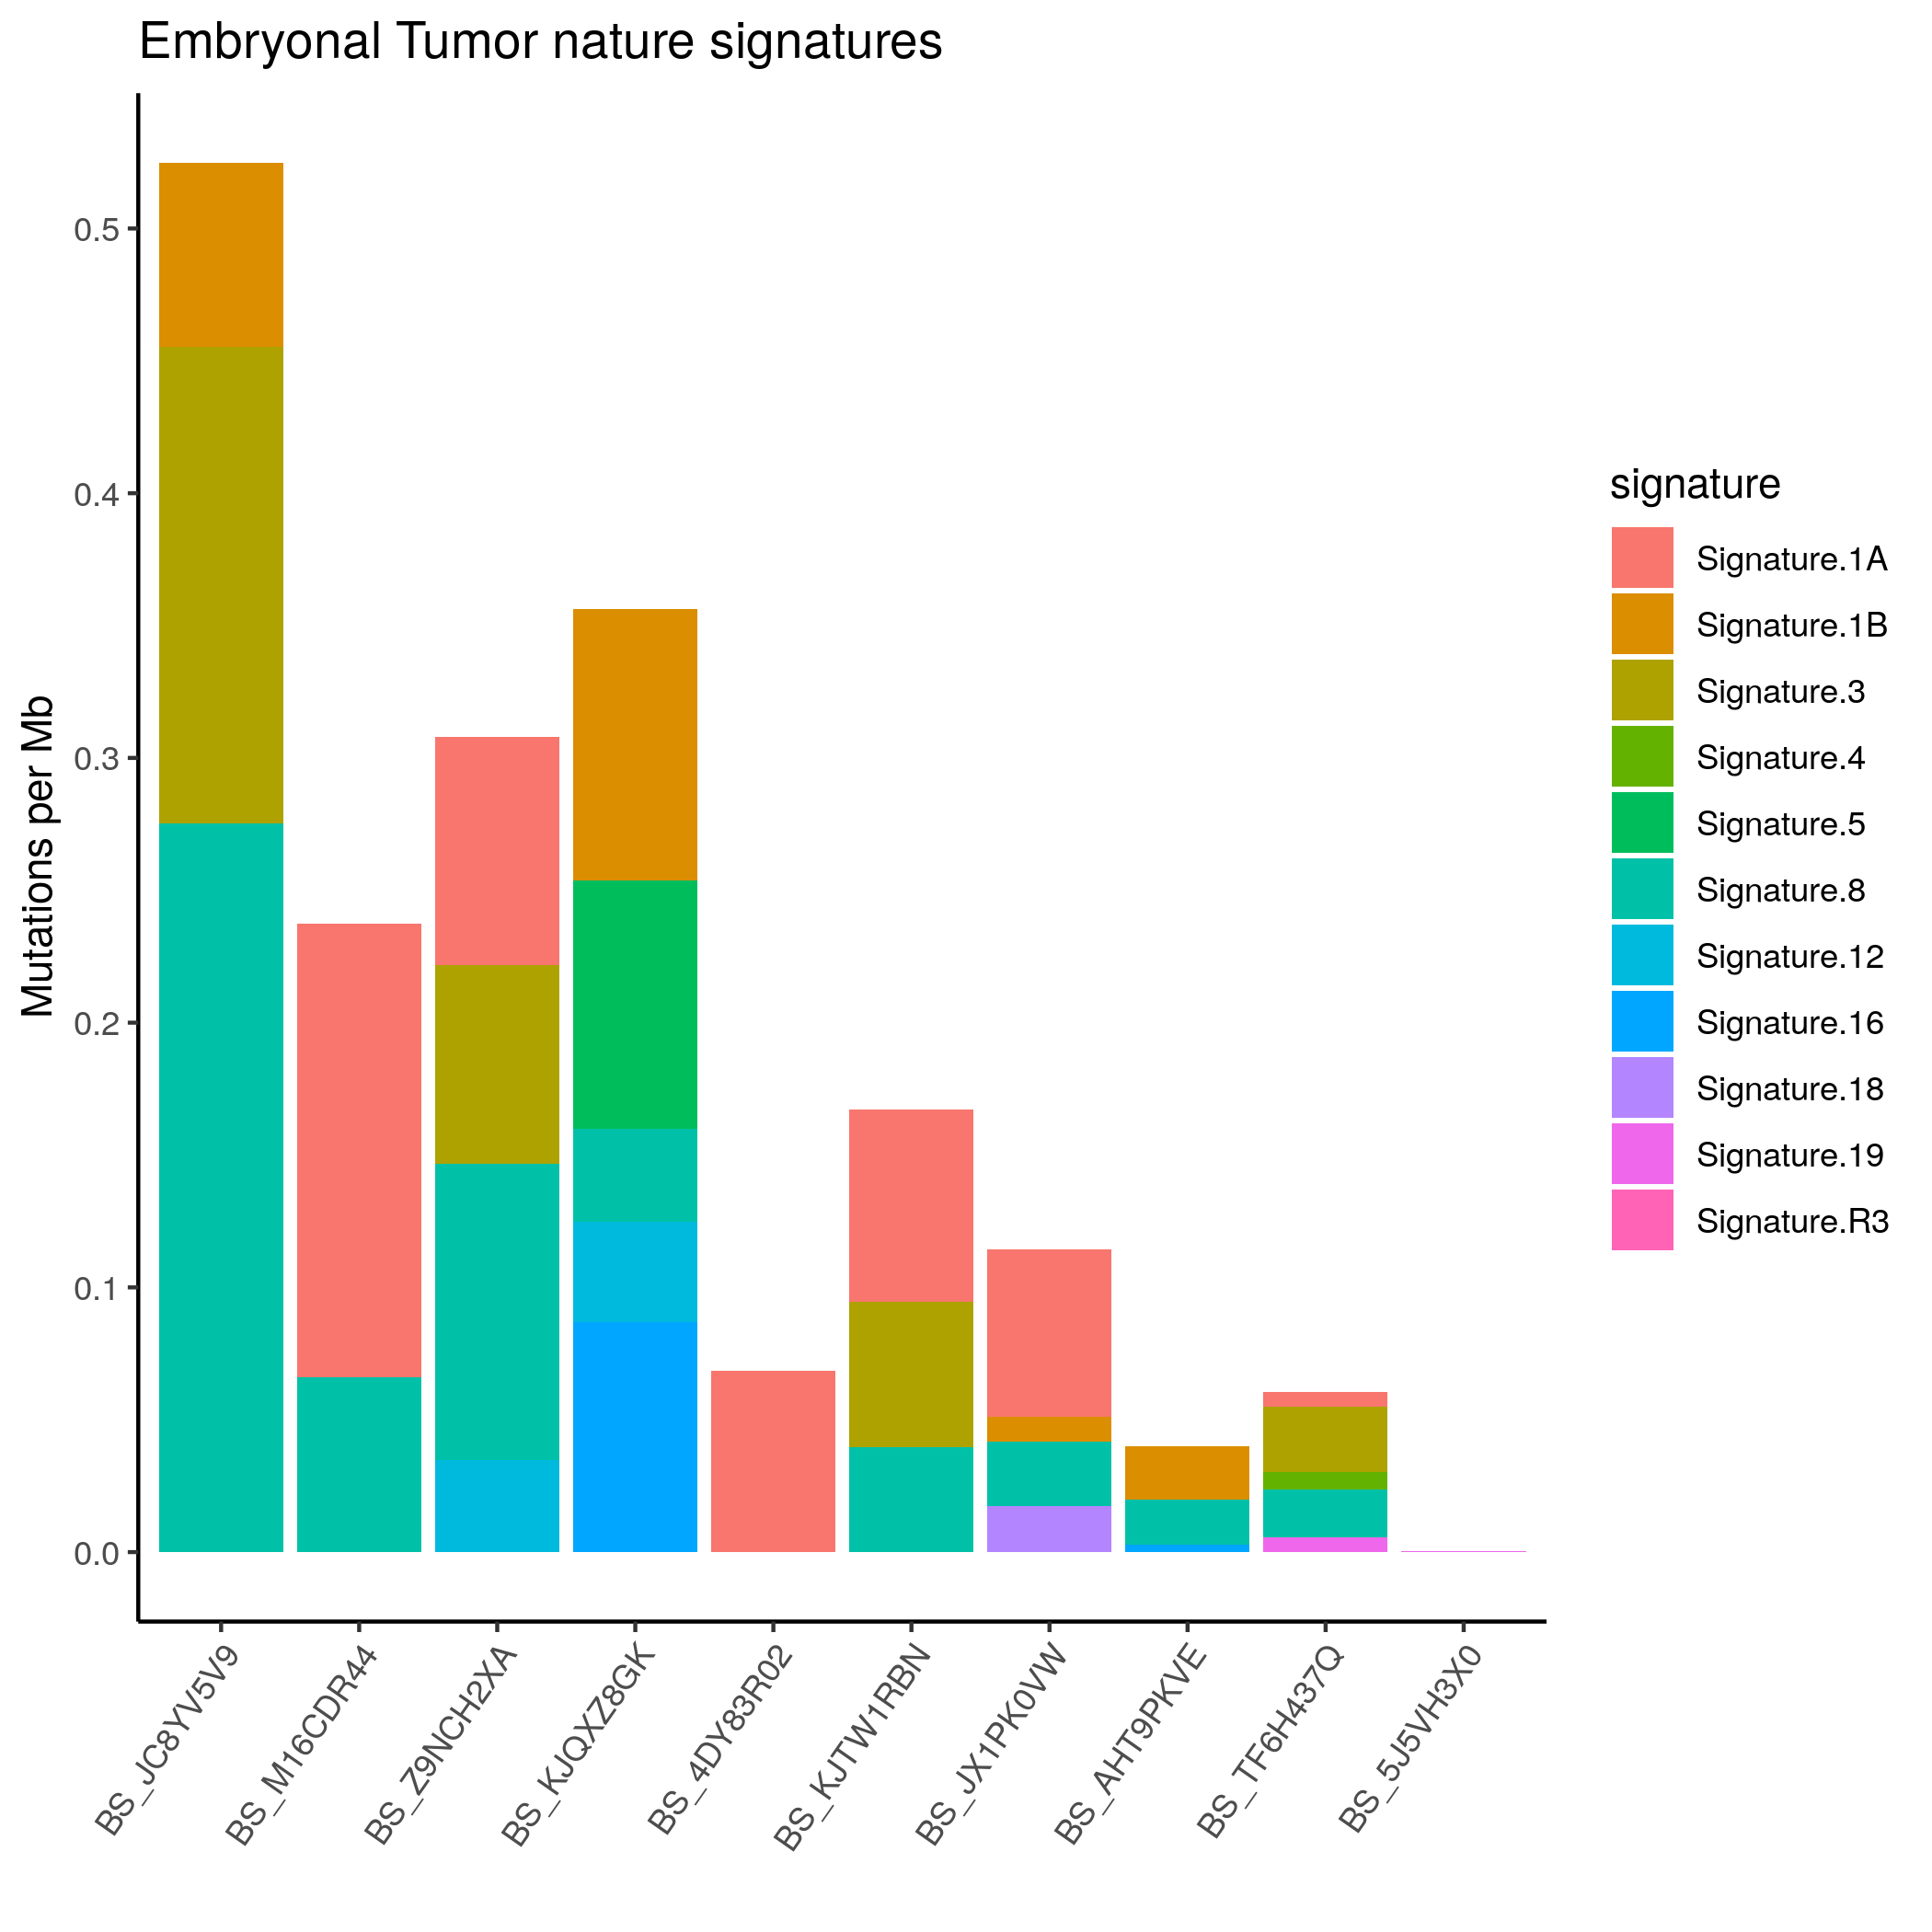 Embryonal Tumor nature signatures
Mutations per Mb
0.5
0.4
0.3
0.2
0.1
0.0
BS_JC8YV5V9
BS_M16CDR44
BS_Z9NCH2XA
BS_KJQXZ8GK
BS_4DY83R02
BS_KJTW1RBN
BS_JX1PK0VW
BS_AHT9PKVE
BS_TF6H437Q
BS_5J5VH3X0
signature
Signature.1A
Signature.1B
Signature.3
Signature.4
Signature.5
Signature.8
Signature.12
Signature.16
Signature.18
Signature.19
Signature.R3